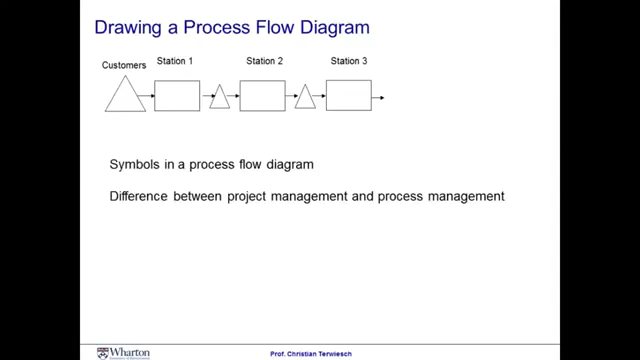 Drawing a Process Flow Diagram
Customers
Station 1
Station 2
Station 3
Symbols in a process flow diagram
Difference between project management and process management
Wharton
Prof. Christian Terwiesch